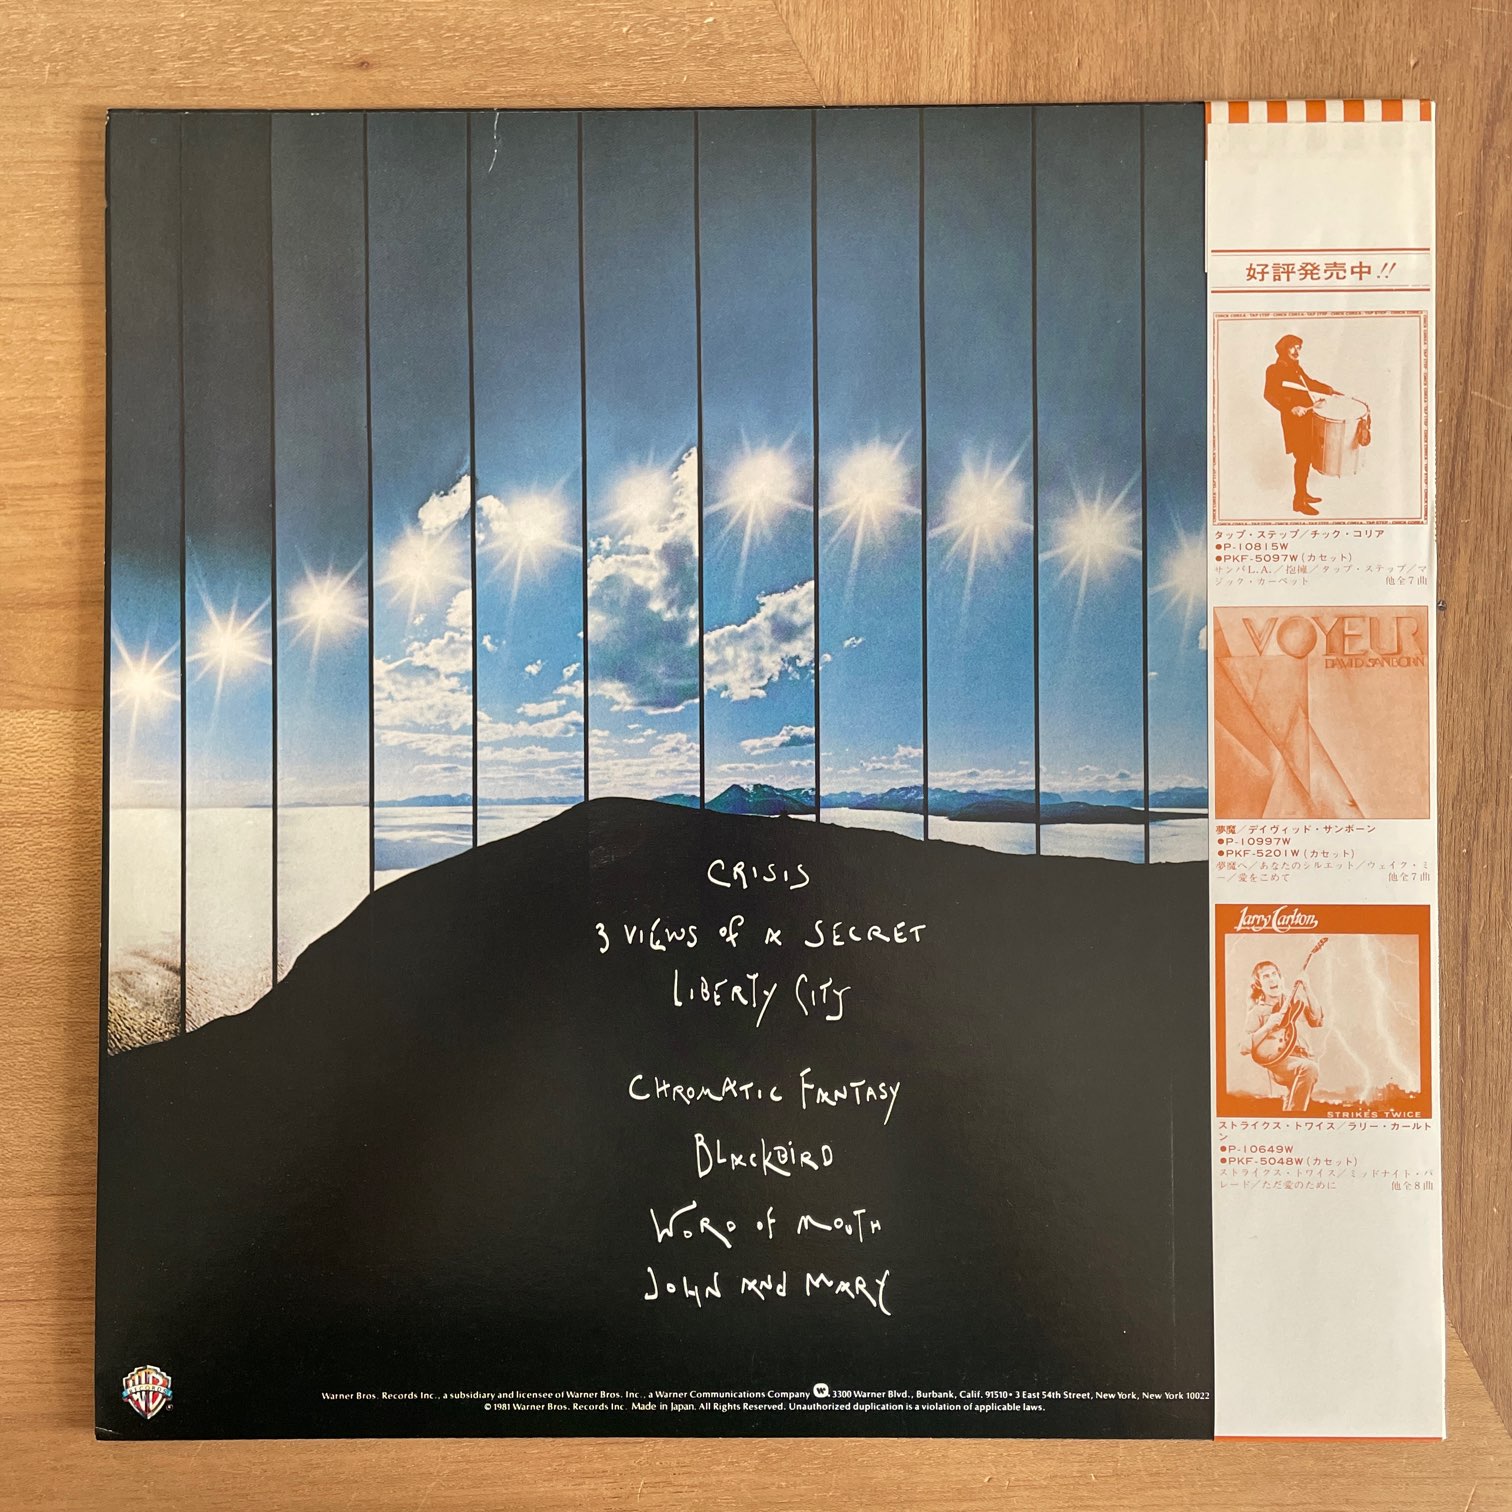 CRISIS
3 VIEWS of A SECRET
LIBERTY CITY
CHROMATIC FANTASY
BLACKBIRD
WORD of MOUTH
JOHN AND MARY
Warner Bros. Records Inc., a subsidiary and licensee of Warner Bros. Inc., a Warner Communications Company 3300 Warner Blvd., Burbank, Calif. 91510 • 3 East 54th Street, New York, New York 10022
© 1981 Warner Bros. Records Inc. Made in Japan. All Rights Reserved. Unauthorized duplication is a violation of applicable laws.
WB
RECORDS
好評発売中!!
タップ・ステップ/チック・コリア
●P-10815W
●PKF-5097W(カセット)
サンバL.A./抱擁/タップ・ステップ/マ
ジック・カーペット 他全7曲
VOYEUR
DAVID SANBORN
夢魔/デイヴィッド・サンボーン
●P-10997W
●PKF-5201W(カセット)
夢魔へ/あなたのシルエット/ウェイク・ミ
ー/愛をこめて 他全7曲
Larry Carlton
STRIKES TWICE
ストライクス・トワイス/ラリー・カールト
ン
●P-10649W
●PKF-5048W(カセット)
ストライクス・トワイス/ミッドナイト・パ
レード/ただ愛のために 他全8曲